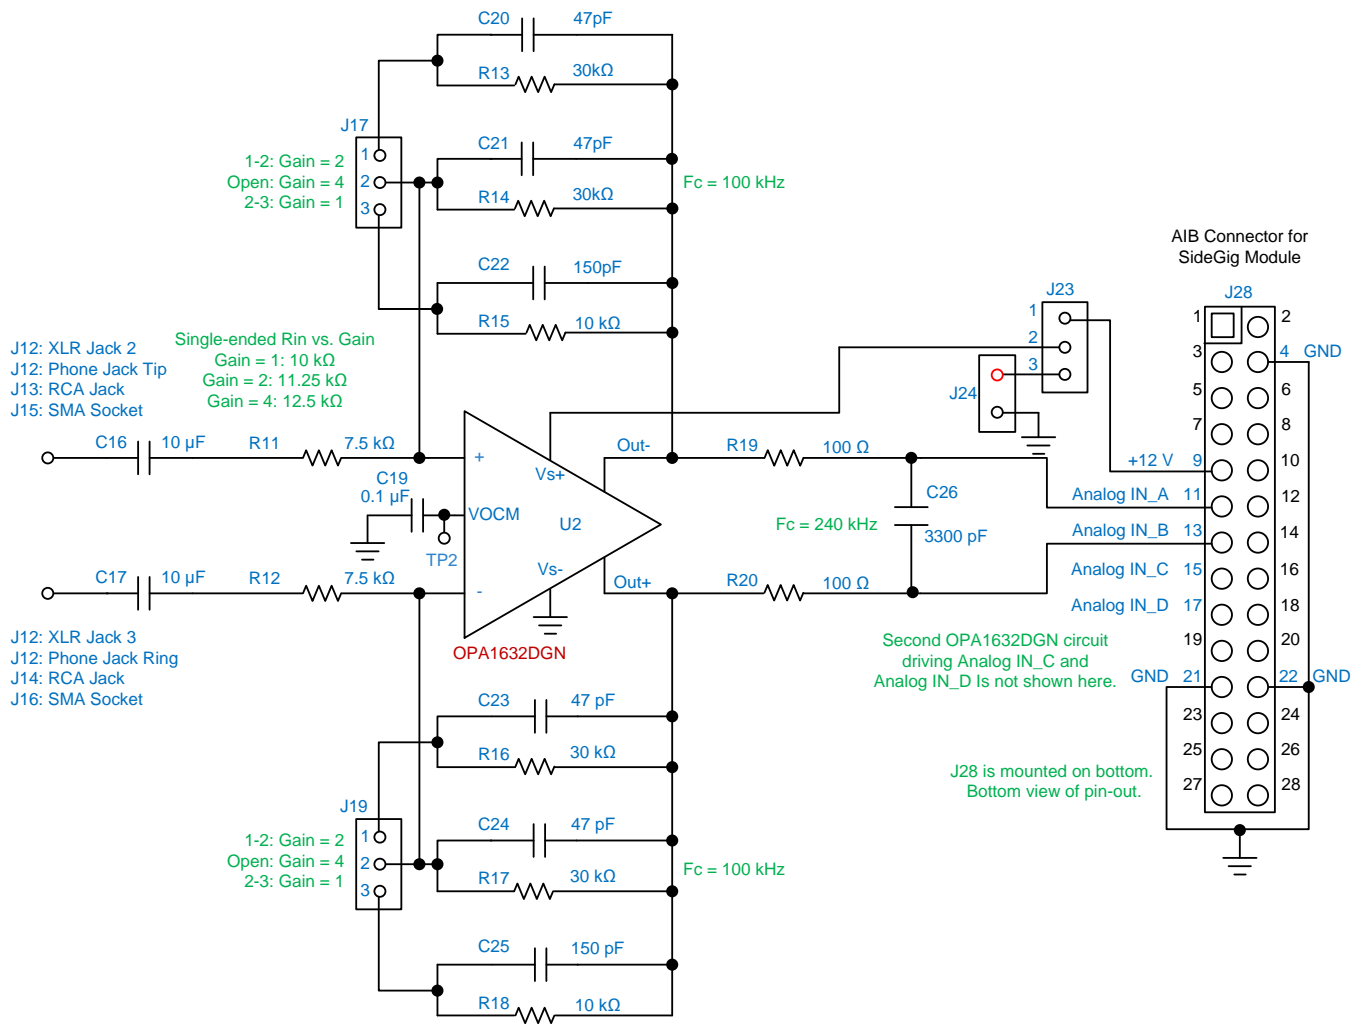 C20 47pF
R13 30kΩ
J17
1
2
3
1-2: Gain = 2
Open: Gain = 4
2-3: Gain = 1
C21 47pF
R14 30kΩ
Fc = 100 kHz
C22 150pF
R15 10 kΩ
Single-ended Rin vs. Gain
Gain = 1: 10 kΩ
Gain = 2: 11.25 kΩ
Gain = 4: 12.5 kΩ
J12: XLR Jack 2
J12: Phone Jack Tip
J13: RCA Jack
J15: SMA Socket
C16 10 µF R11 7.5 kΩ
C19
0.1 µF
TP2
+
VOCM
-
Vs+
U2
Vs-
Out-
Out+
OPA1632DGN
C17 10 µF R12 7.5 kΩ
J12: XLR Jack 3
J12: Phone Jack Ring
J14: RCA Jack
J16: SMA Socket
R19 100 Ω
C26
3300 pF
Fc = 240 kHz
R20 100 Ω
J23
1
2
3
J24
C23 47 pF
R16 30 kΩ
J19
1
2
3
1-2: Gain = 2
Open: Gain = 4
2-3: Gain = 1
C24 47 pF
R17 30 kΩ
Fc = 100 kHz
C25 150 pF
R18 10 kΩ
AIB Connector for
SideGig Module
J28
1 2
3 4 GND
5 6
7 8
+12 V 9 10
Analog IN_A 11 12
Analog IN_B 13 14
Analog IN_C 15 16
Analog IN_D 17 18
19 20
GND 21 22 GND
23 24
25 26
27 28
Second OPA1632DGN circuit
driving Analog IN_C and
Analog IN_D Is not shown here.
J28 is mounted on bottom.
Bottom view of pin-out.